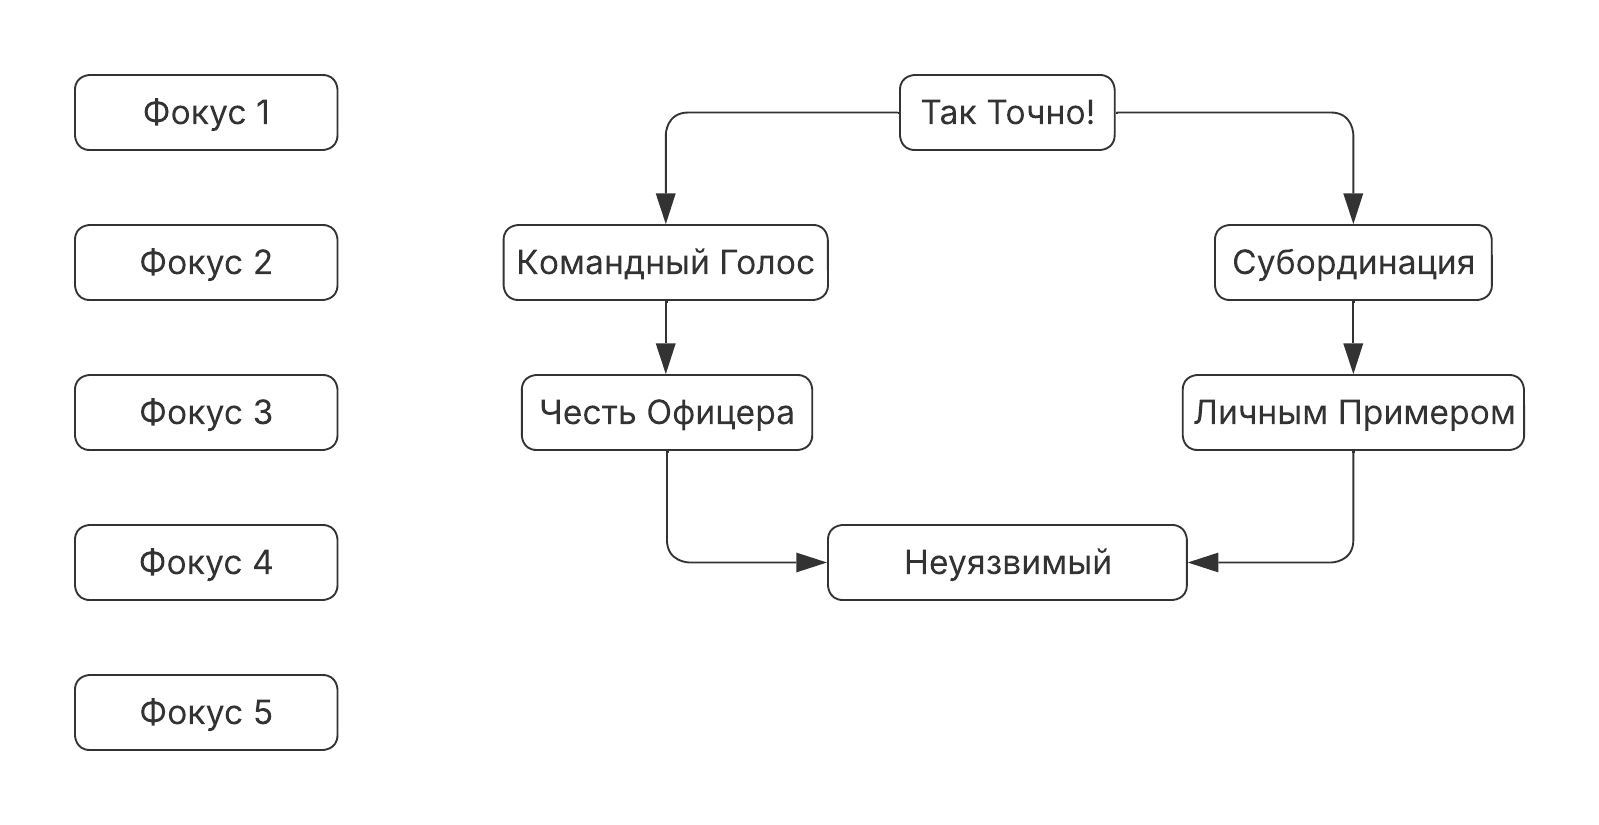 Фокус 1
Так Точно!
Фокус 2
Командный Голос
Субординация
Фокус 3
Честь Офицера
Личным Примером
Фокус 4
Неуязвимый
Фокус 5